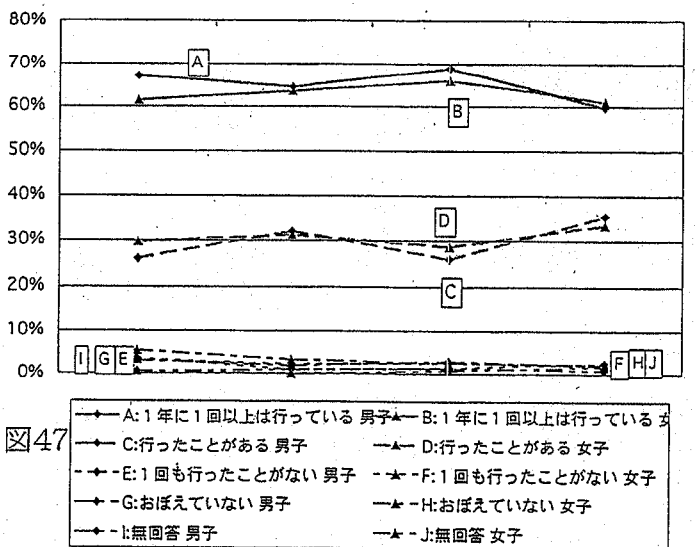 80%
70%
A
60%
B
50%
40%
D
30%
20%
C
10%
0%
I G E
F H J
図47
A:1年に1回以上は行っている 男子
B:1年に1回以上は行っている 女
C:行ったことがある 男子
D:行ったことがある 女子
E:1回も行ったことがない 男子
F:1回も行ったことがない 女子
G:おぼえていない 男子
H:おぼえていない 女子
I:無回答 男子
J:無回答 女子